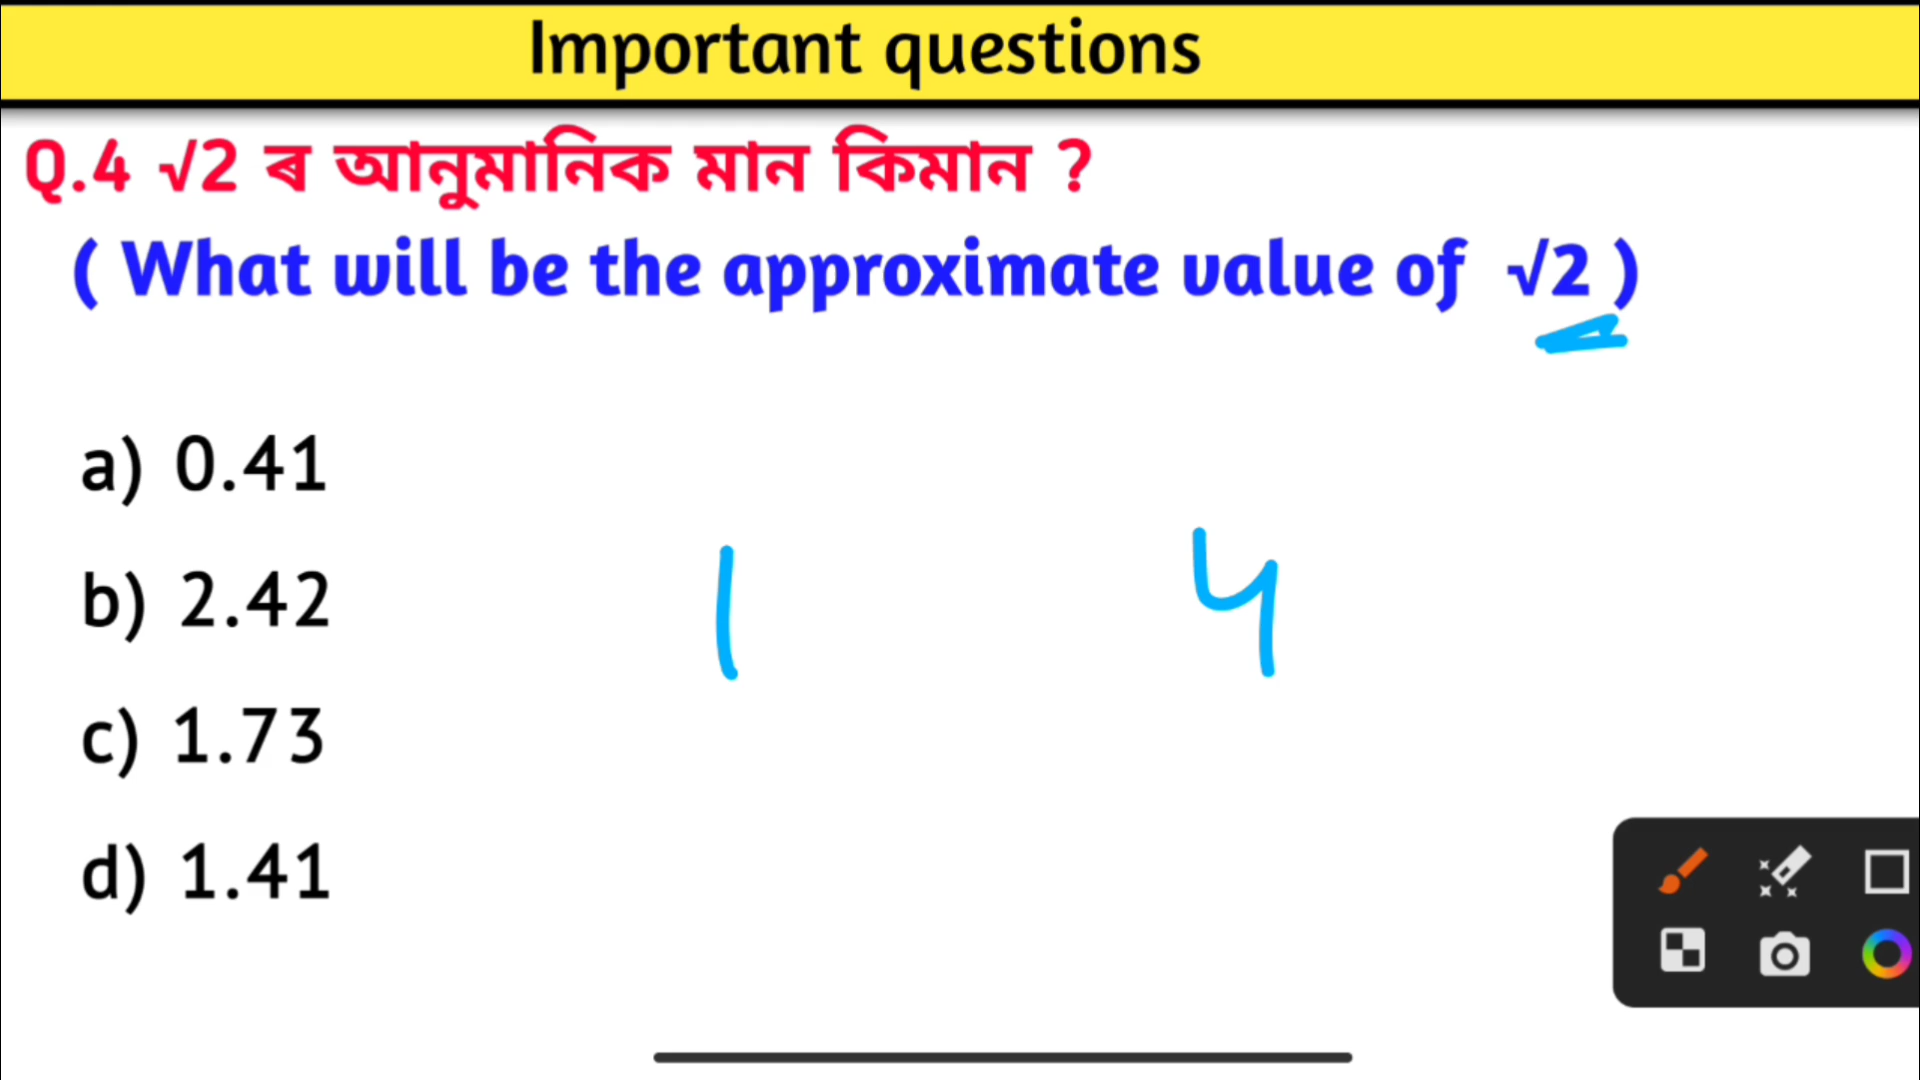 Important questions
Q.4 √2 ৰ আনুমানিক মান কিমান ?
( What will be the approximate value of √2 )
a) 0.41
b) 2.42
1 4
c) 1.73
d) 1.41